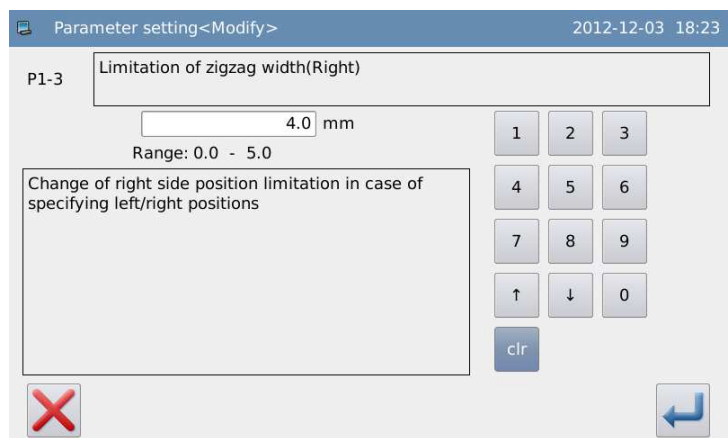 Parameter setting<Modify> 2012-12-03 18:23
P1-3 Limitation of zigzag width(Right)
4.0 mm
Range: 0.0 - 5.0
Change of right side position limitation in case of
specifying left/right positions
1 2 3
4 5 6
7 8 9
↑ ↓ 0
clr